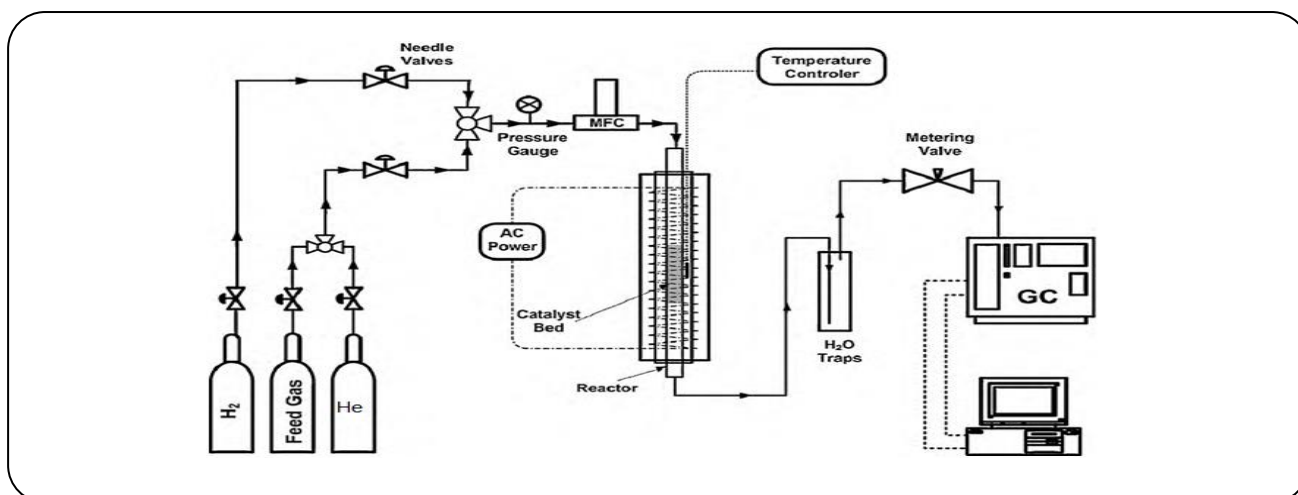 Needle
Valves
Temperature
Controler
MFC
Pressure
Gauge
Metering
Valve
AC
Power
GC
Catalyst
Bed
H₂O
Traps
Reactor
H₂
Feed Gas
He